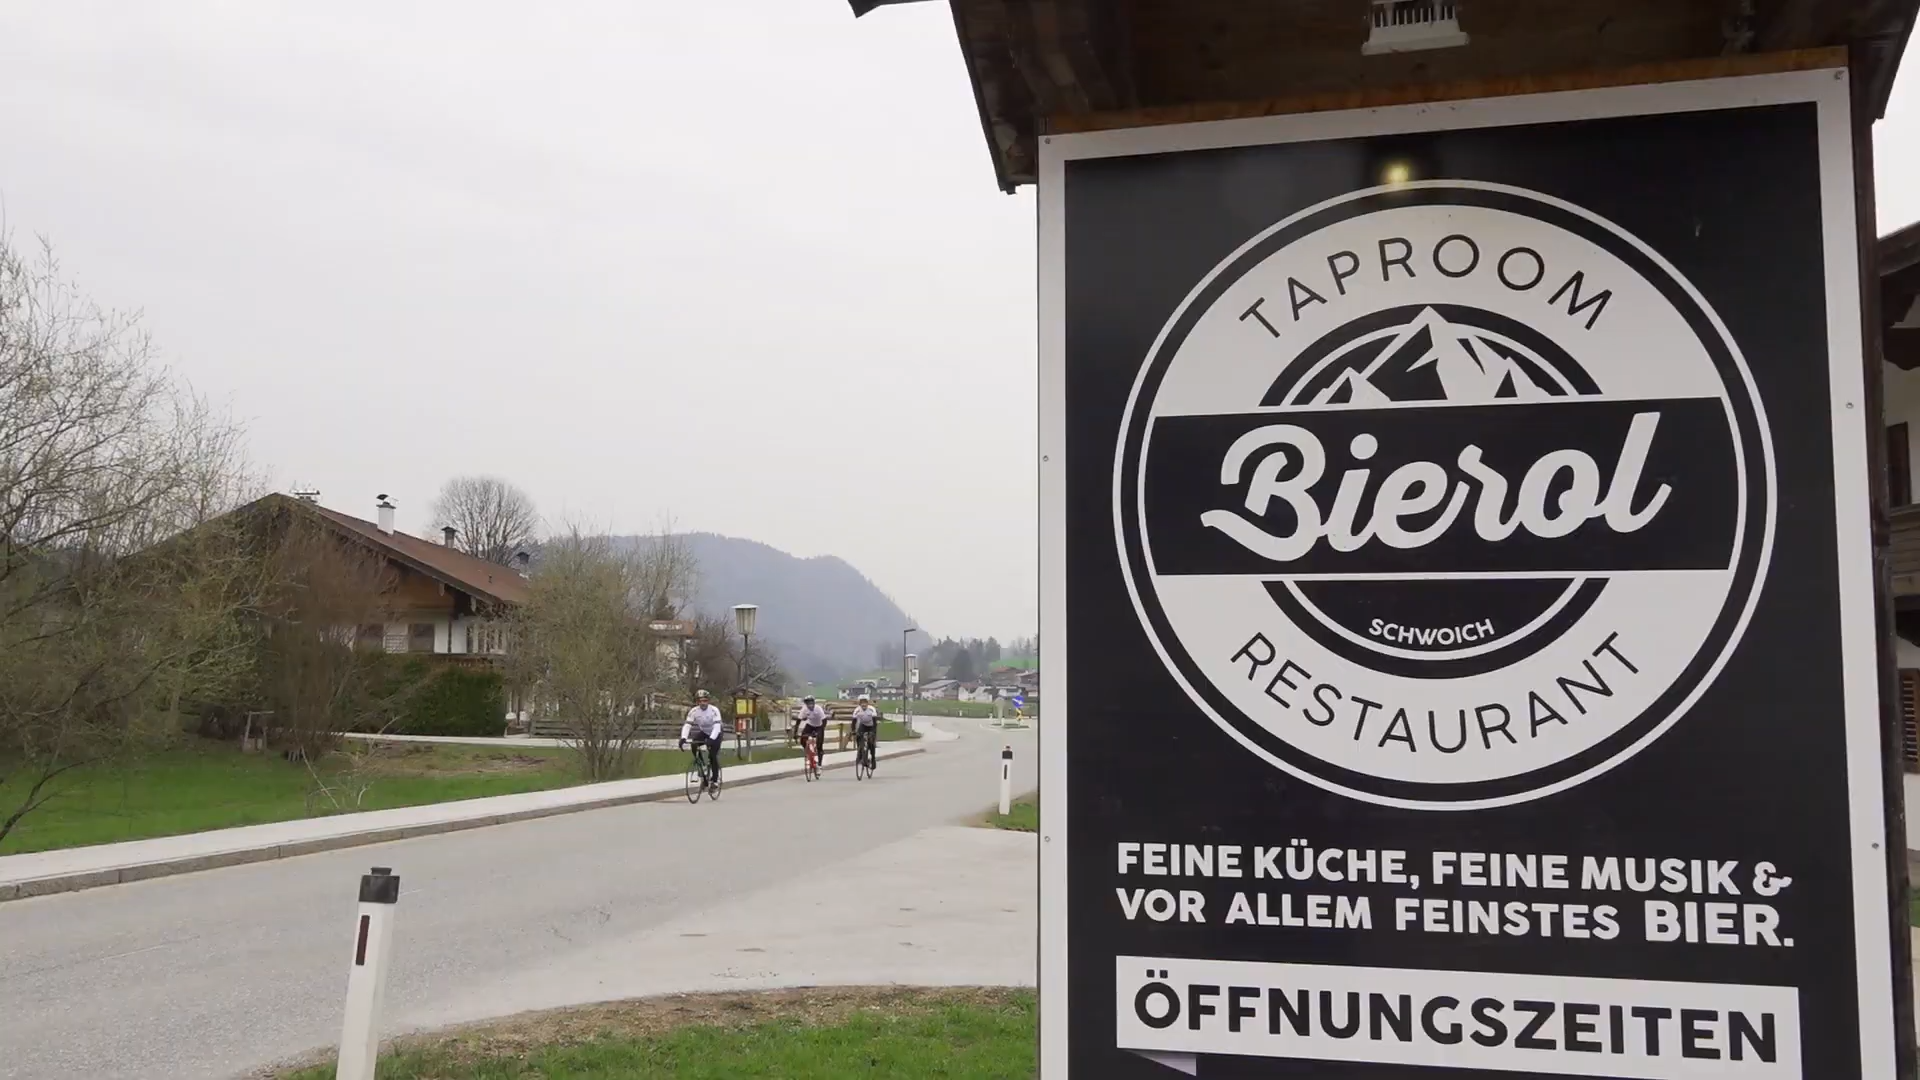 TAPROOM
Bierol
SCHWOICH
RESTAURANT
FEINE KÜCHE, FEINE MUSIK &
VOR ALLEM FEINSTES BIER.
ÖFFNUNGSZEITEN